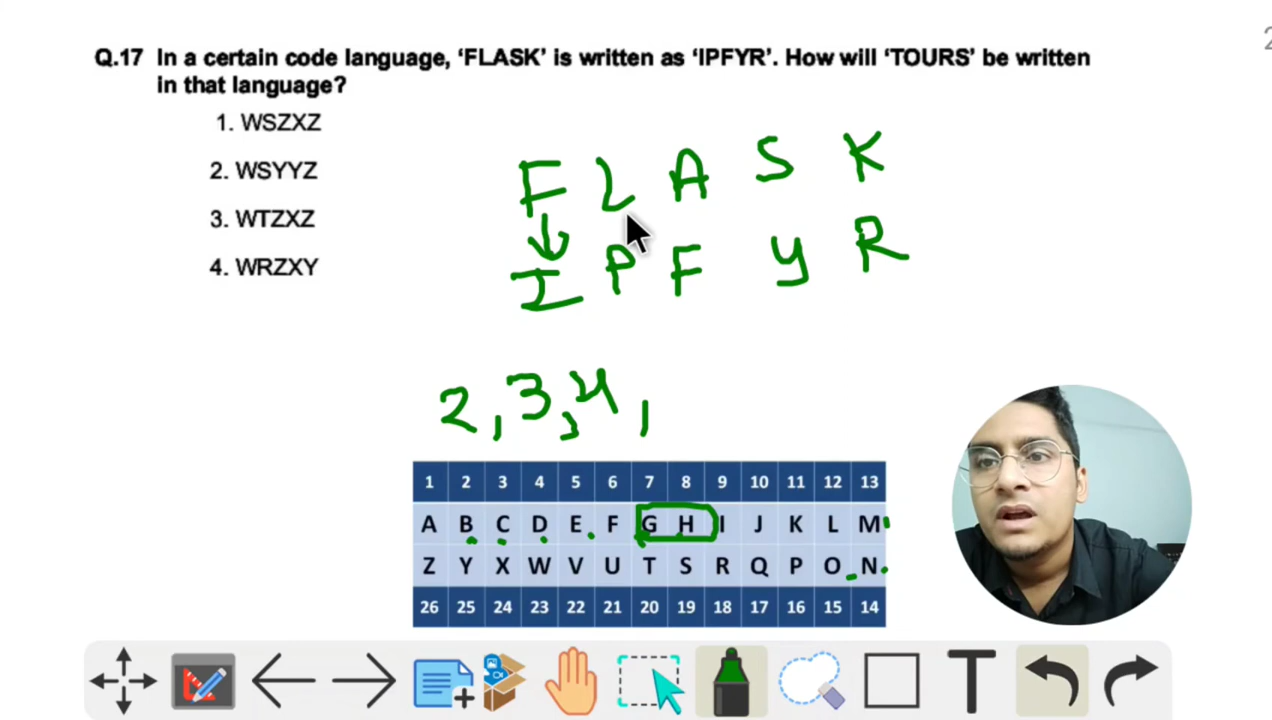 Q.17 In a certain code language, ‘FLASK’ is written as ‘IPFYR’. How will ‘TOURS’ be written
in that language?
1. WSZXZ
2. WSYYZ
3. WTZXZ
4. WRZXY
F L A S K
I P F Y R
2, 3, 4,
1 2 3 4 5 6 7 8 9 10 11 12 13
A B C D E F G H I J K L M
Z Y X W V U T S R Q P O N
26 25 24 23 22 21 20 19 18 17 16 15 14
T